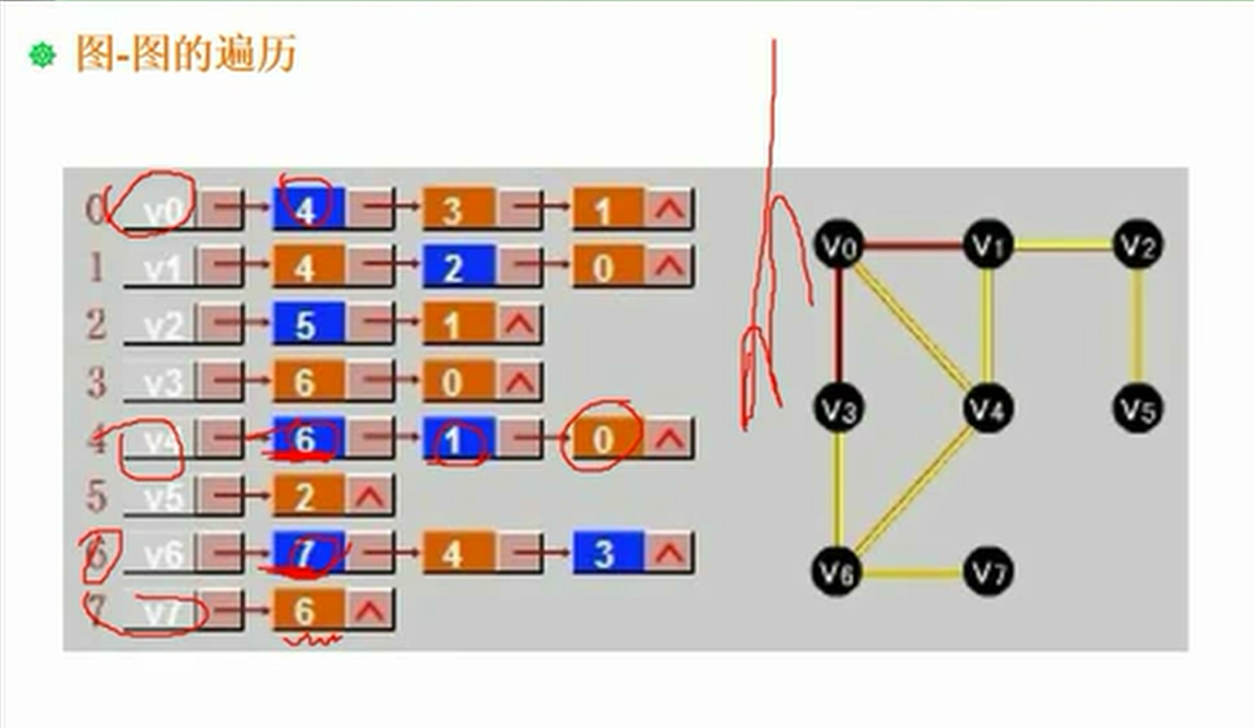 图-图的遍历
0 v0 4 3 1 ^
1 v1 4 2 0 ^
2 v2 5 1 ^
3 v3 6 0 ^
4 v4 6 1 0 ^
5 v5 2 ^
6 v6 7 4 3 ^
7 v7 6 ^
V0 V1 V2
V3 V4 V5
V6 V7